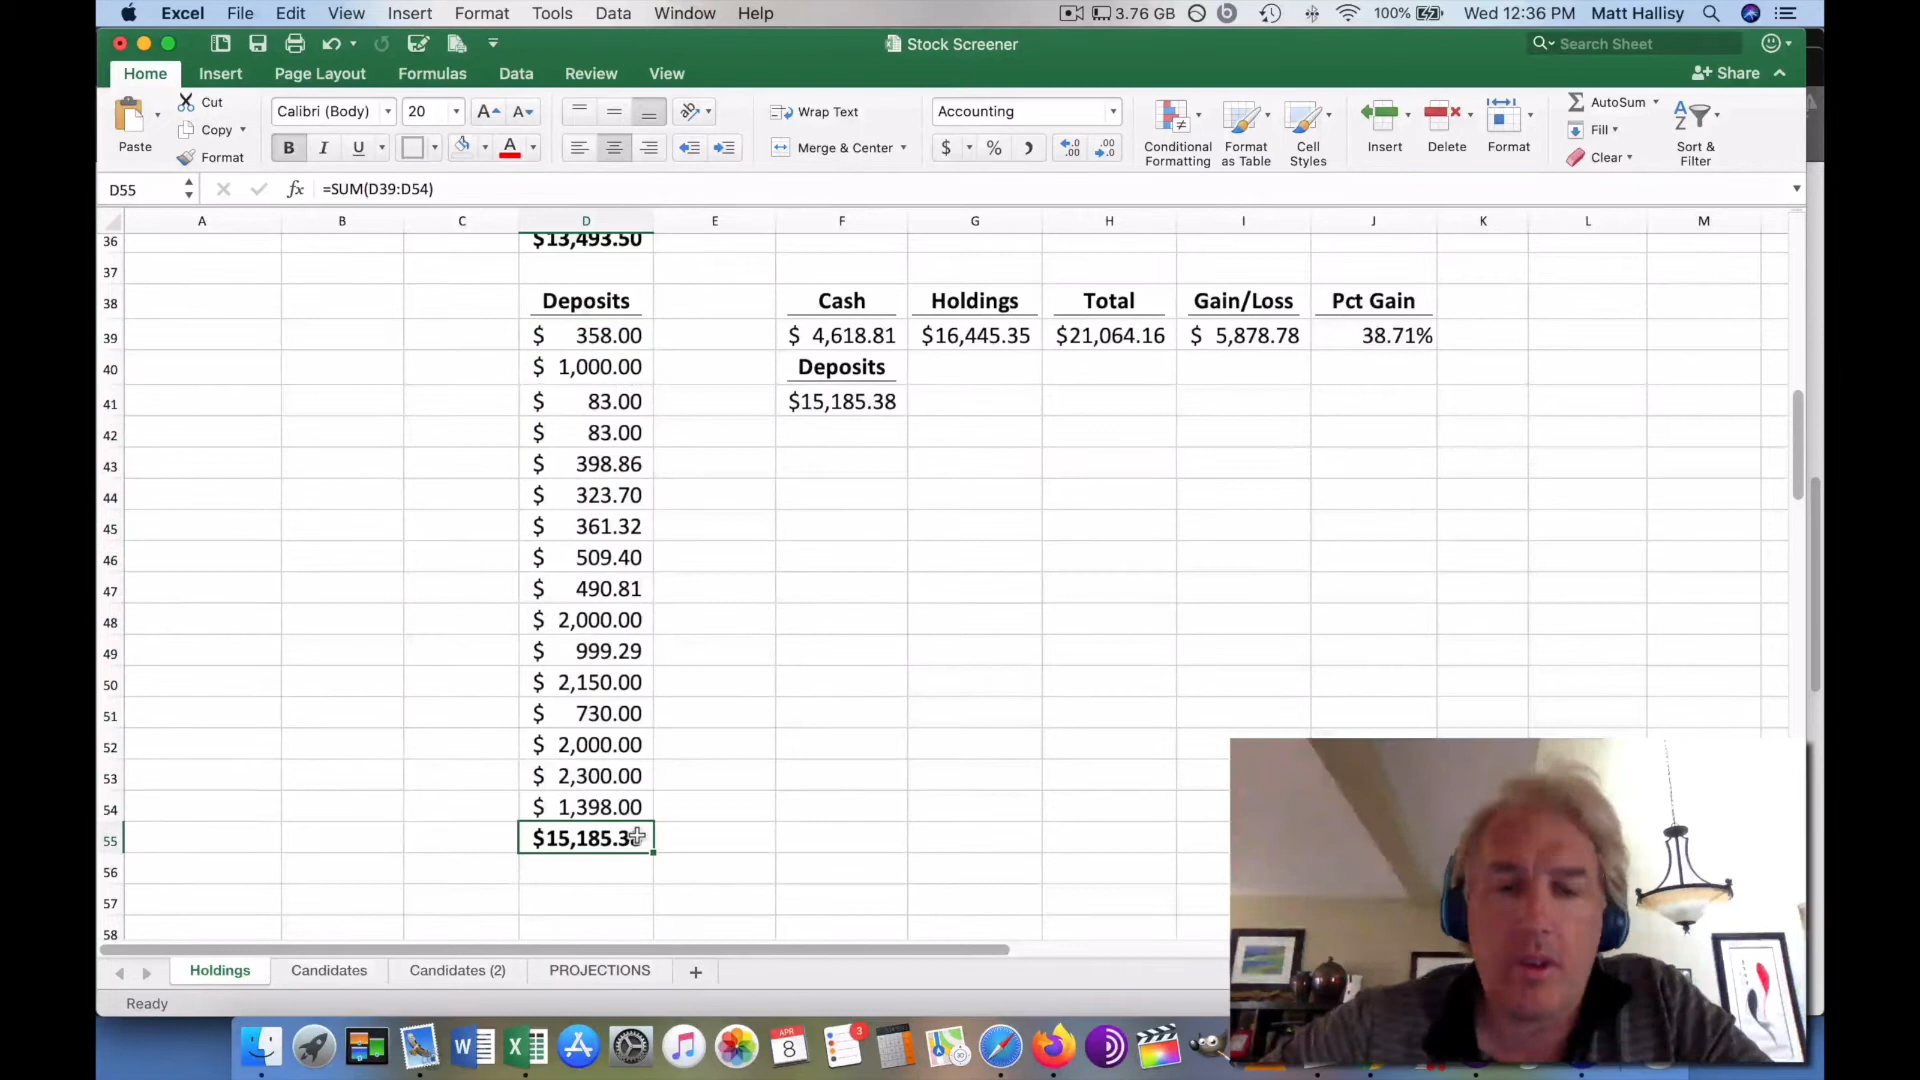 Excel File Edit View Insert Format Tools Data Window Help 3.76 GB 100% Wed 12:36 PM Matt Hallisy
Stock Screener
Search Sheet
Home Insert Page Layout Formulas Data Review View Share
Paste
Cut
Copy
Format
Calibri (Body) 20
B I U
Wrap Text
Merge & Center
Accounting
$ % )
Conditional Formatting
Format as Table
Cell Styles
Insert
Delete
Format
AutoSum
Fill
Clear
Sort & Filter
D55 fx =SUM(D39:D54)
A B C D E F G H I J K L M
36 $13,493.50
37
38 Deposits Cash Holdings Total Gain/Loss Pct Gain
39 $ 358.00 $ 4,618.81 $16,445.35 $21,064.16 $ 5,878.78 38.71%
40 $ 1,000.00 Deposits
41 $ 83.00 $15,185.38
42 $ 83.00
43 $ 398.86
44 $ 323.70
45 $ 361.32
46 $ 509.40
47 $ 490.81
48 $ 2,000.00
49 $ 999.29
50 $ 2,150.00
51 $ 730.00
52 $ 2,000.00
53 $ 2,300.00
54 $ 1,398.00
55 $15,185.3
56
57
58
Holdings Candidates Candidates (2) PROJECTIONS +
Ready
W X APR 8 3